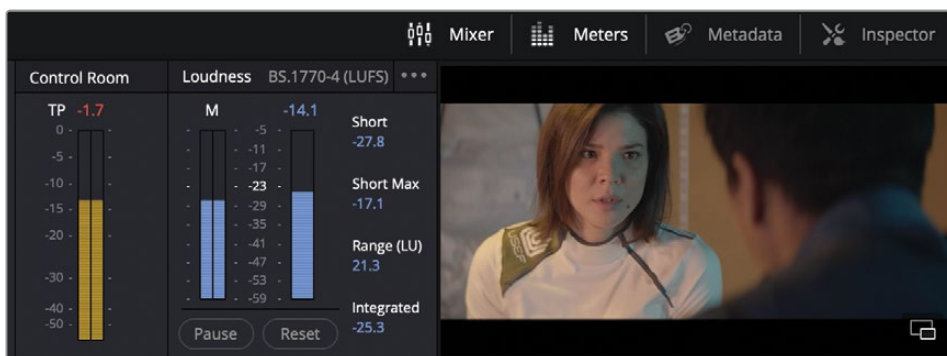 Mixer
Meters
Metadata
Inspector
Control Room
Loudness BS.1770-4 (LUFS) •••
TP -1.7
0
-5
-10
-15
-20
-30
-40
-50
M -14.1
-5
-11
-17
-23
-29
-35
-41
-47
-53
-59
Short
-27.8
Short Max
-17.1
Range (LU)
21.3
Integrated
-25.3
Pause
Reset
USSF